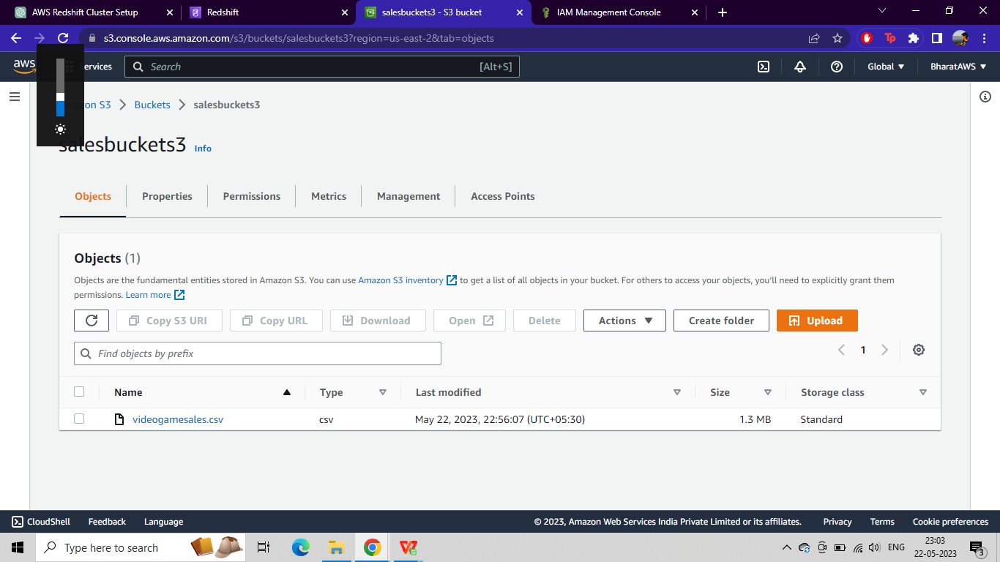 AWS Redshift Cluster Setup
Redshift
salesbuckets3 - S3 bucket
IAM Management Console
s3.console.aws.amazon.com/s3/buckets/salesbuckets3?region=us-east-2&tab=objects
aws
Services
Search
[Alt+S]
Global
BharatAWS
Amazon S3
Buckets
salesbuckets3
salesbuckets3 Info
Objects
Properties
Permissions
Metrics
Management
Access Points
Objects (1)
Objects are the fundamental entities stored in Amazon S3. You can use Amazon S3 inventory to get a list of all objects in your bucket. For others to access your objects, you'll need to explicitly grant them
permissions. Learn more
Copy S3 URI
Copy URL
Download
Open
Delete
Actions
Create folder
Upload
Find objects by prefix
1
Name
Type
Last modified
Size
Storage class
videogamesales.csv
csv
May 22, 2023, 22:56:07 (UTC+05:30)
1.3 MB
Standard
CloudShell
Feedback
Language
© 2023, Amazon Web Services India Private Limited or its affiliates.
Privacy
Terms
Cookie preferences
Type here to search
ENG
23:03
22-05-2023
3